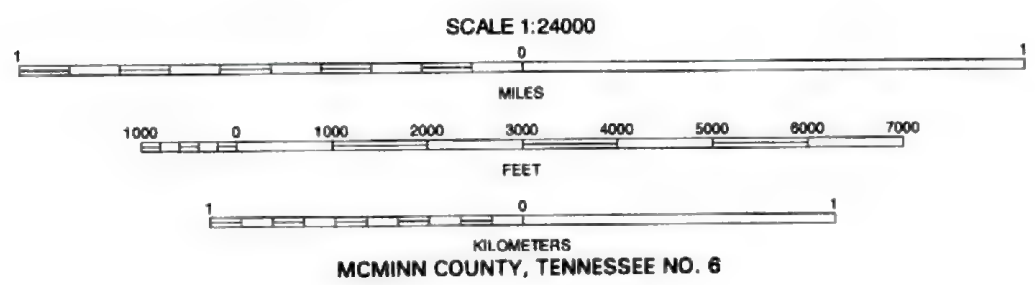 SCALE 1:24000
1 0 1
MILES
1000 0 1000 2000 3000 4000 5000 6000 7000
FEET
1 0 1
KILOMETERS
MCMINN COUNTY, TENNESSEE NO. 6